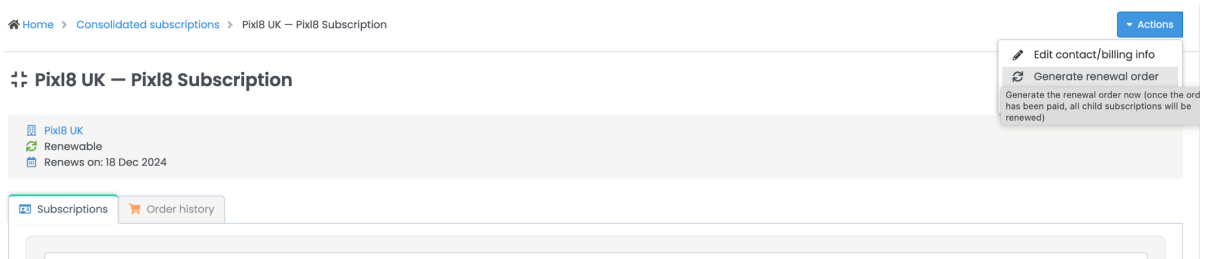 Home > Consolidated subscriptions > Pixl8 UK — Pixl8 Subscription
Actions
Edit contact/billing info
Generate renewal order
Generate the renewal order now (once the ord
has been paid, all child subscriptions will be
renewed)
Pixl8 UK — Pixl8 Subscription
Pixl8 UK
Renewable
Renews on: 18 Dec 2024
Subscriptions
Order history